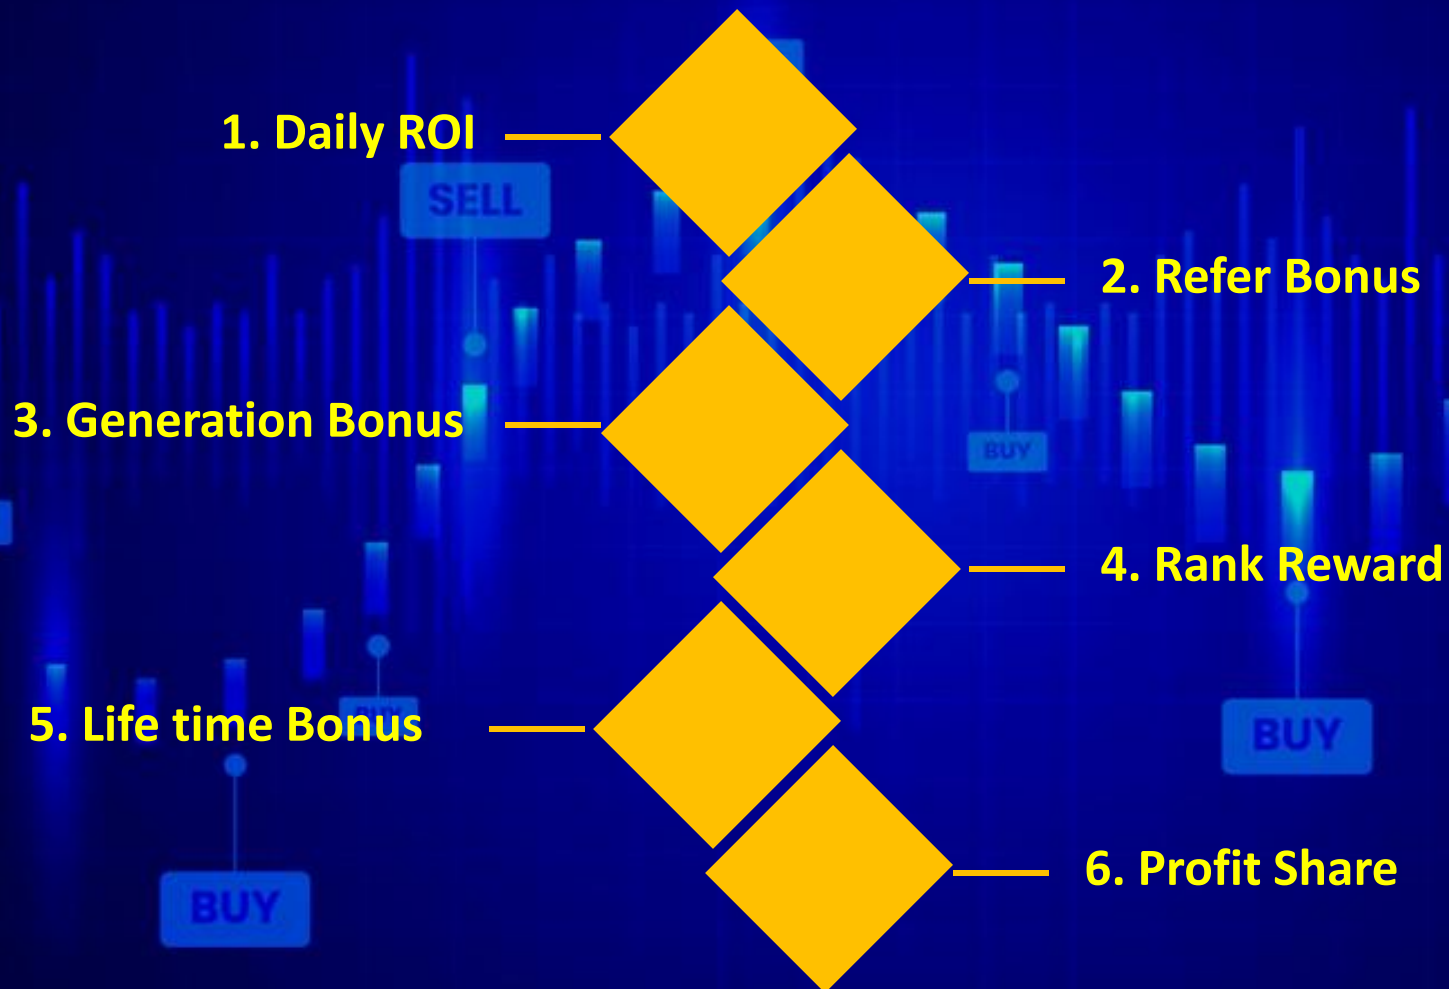 1. Daily ROI
SELL
2. Refer Bonus
3. Generation Bonus
BUY
4. Rank Reward
5. Life time Bonus
BUY
BUY
6. Profit Share
BUY